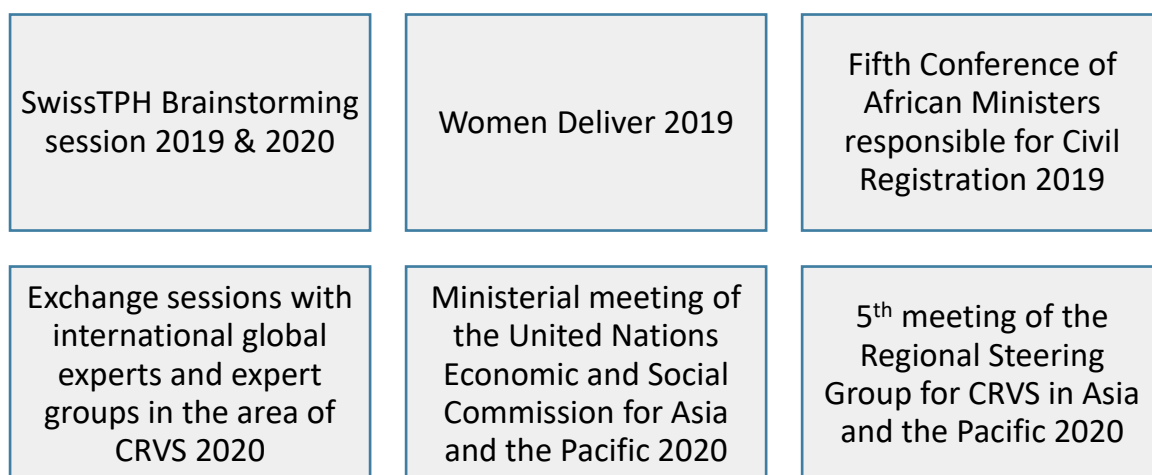 SwissTPH Brainstorming
session 2019 & 2020
Women Deliver 2019
Fifth Conference of
African Ministers
responsible for Civil
Registration 2019
Exchange sessions with
international global
experts and expert
groups in the area of
CRVS 2020
Ministerial meeting of
the United Nations
Economic and Social
Commission for Asia
and the Pacific 2020
5th meeting of the
Regional Steering
Group for CRVS in Asia
and the Pacific 2020